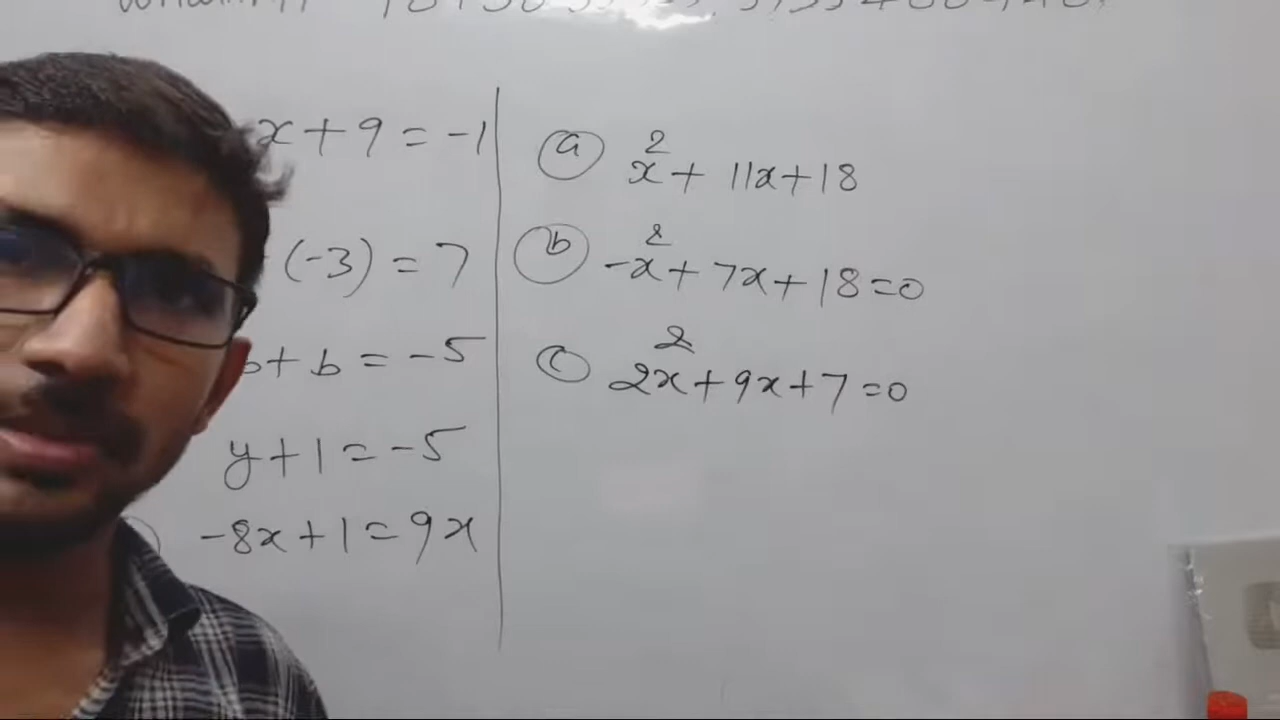 x + 9 = -1
(-3) = 7
b + b = -5
y + 1 = -5
-8x + 1 = 9x
(a) x² + 11x + 18
(b) -x² + 7x + 18 = 0
(c) 2x² + 9x + 7 = 0